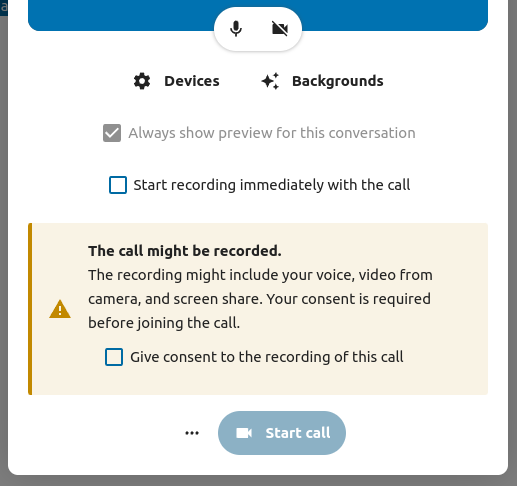 Devices Backgrounds
Always show preview for this conversation
Start recording immediately with the call
The call might be recorded.
The recording might include your voice, video from
camera, and screen share. Your consent is required
before joining the call.
Give consent to the recording of this call
Start call